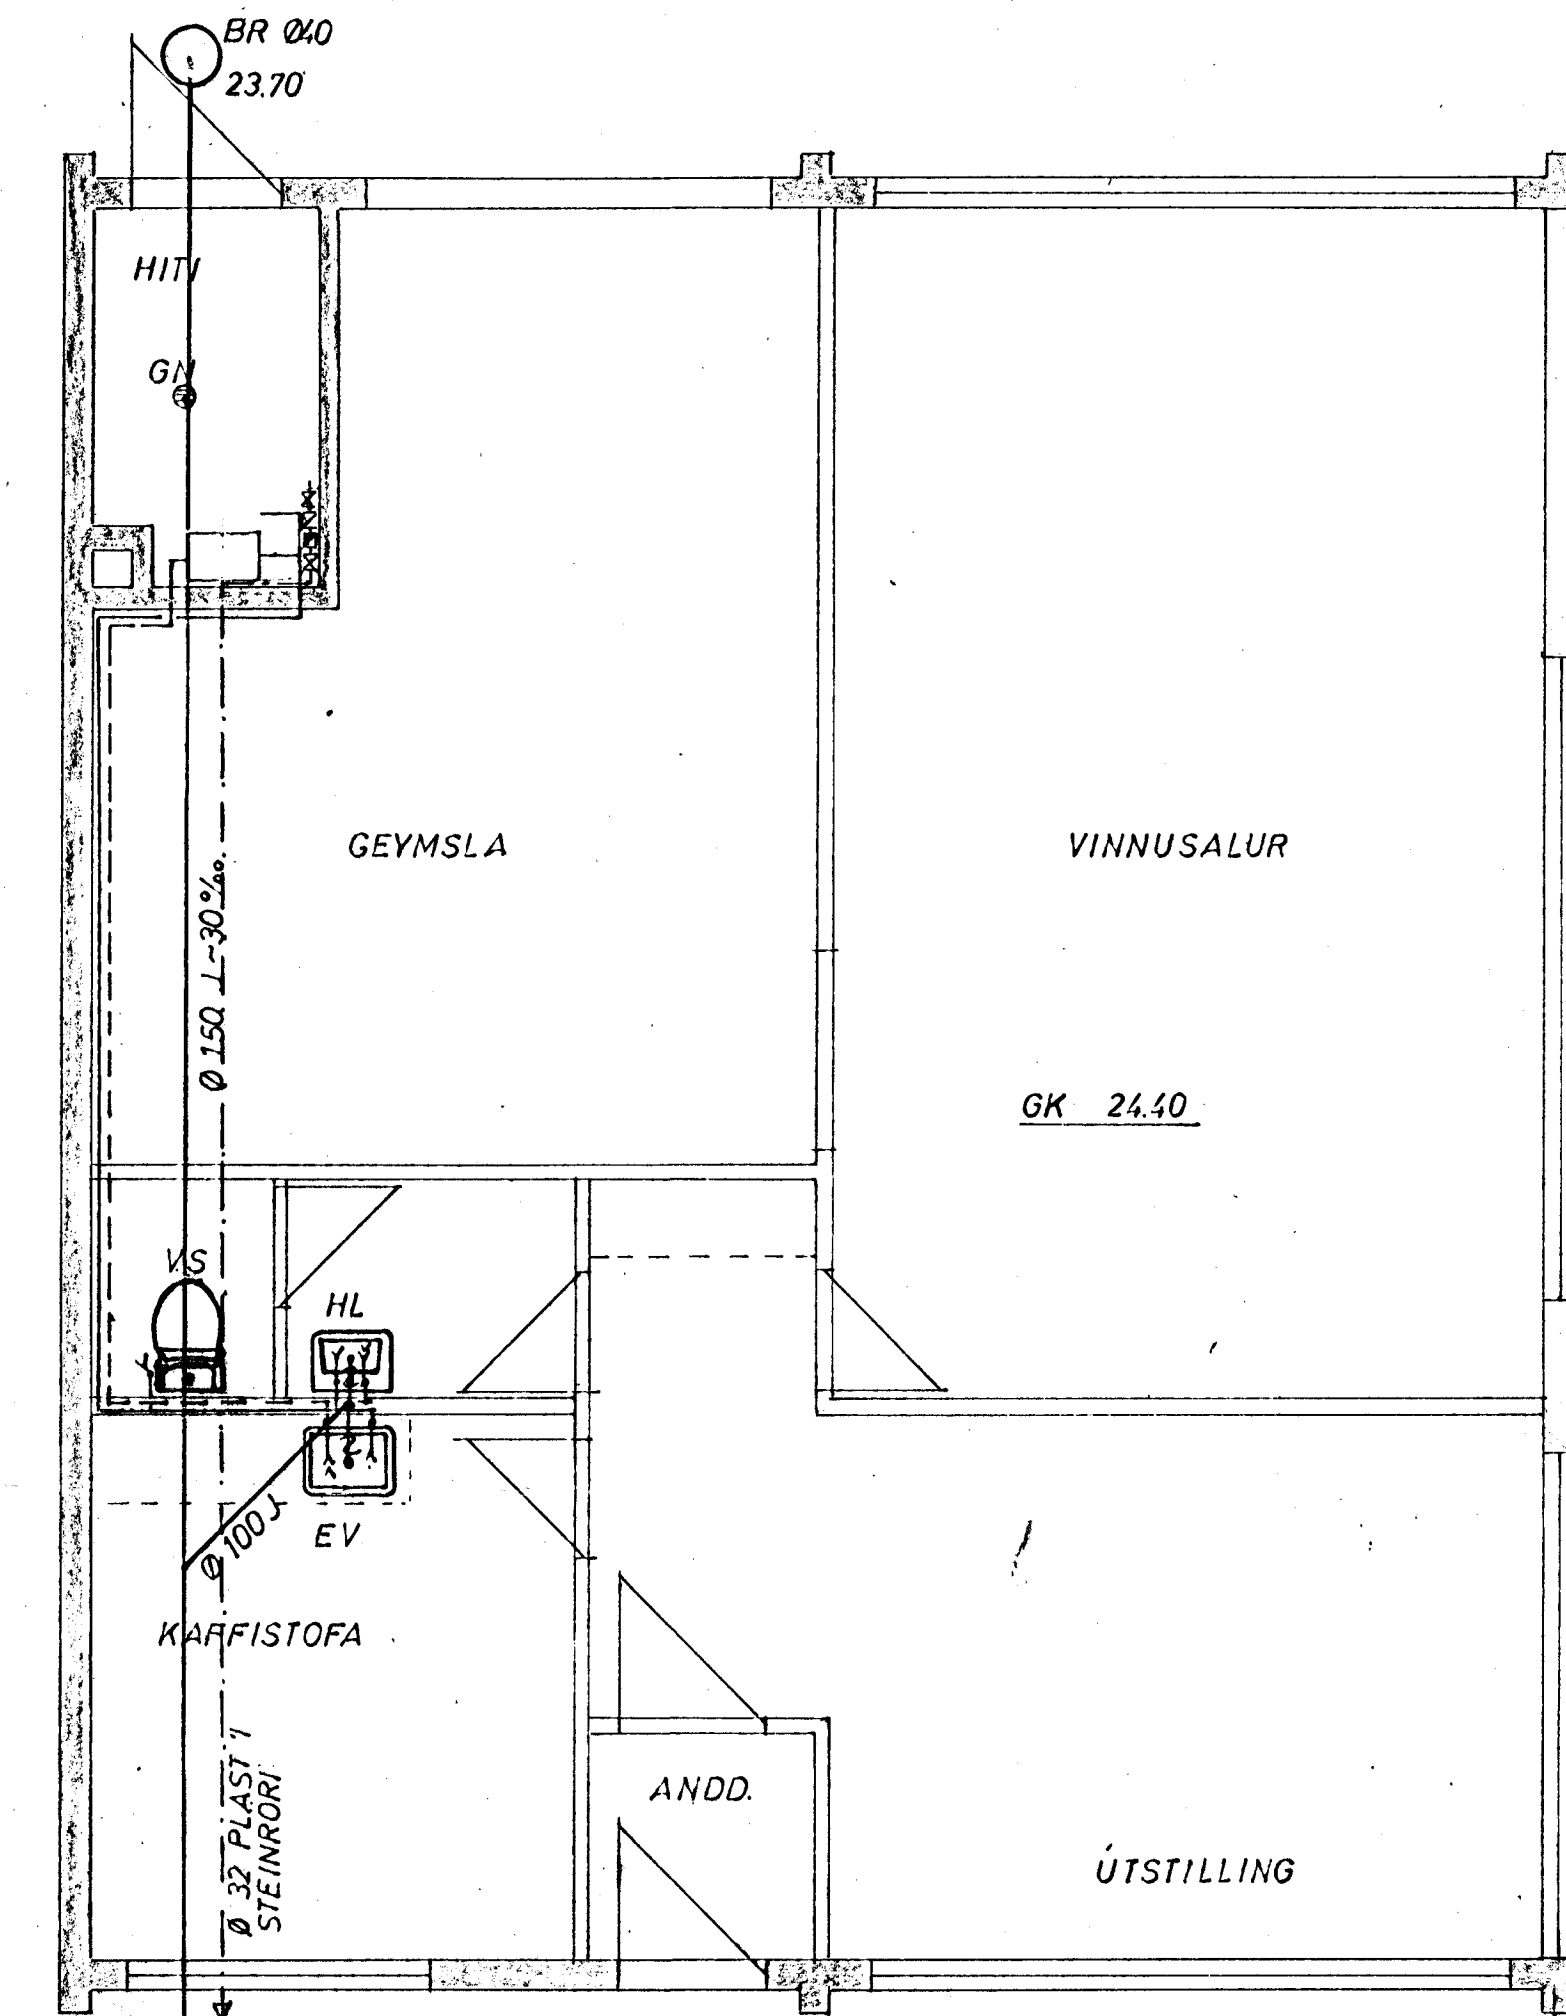 BR Ø40
23.70
HITI
GN
GEYMSLA
VINNUSALUR
Ø 150 J ~30‰
GK 24.40
VS
HL
Ø 100 J
EV
KAFFISTOFA
Ø 32 PLAST Í
STEINRÖRI
ANDD.
ÚTSTILLING